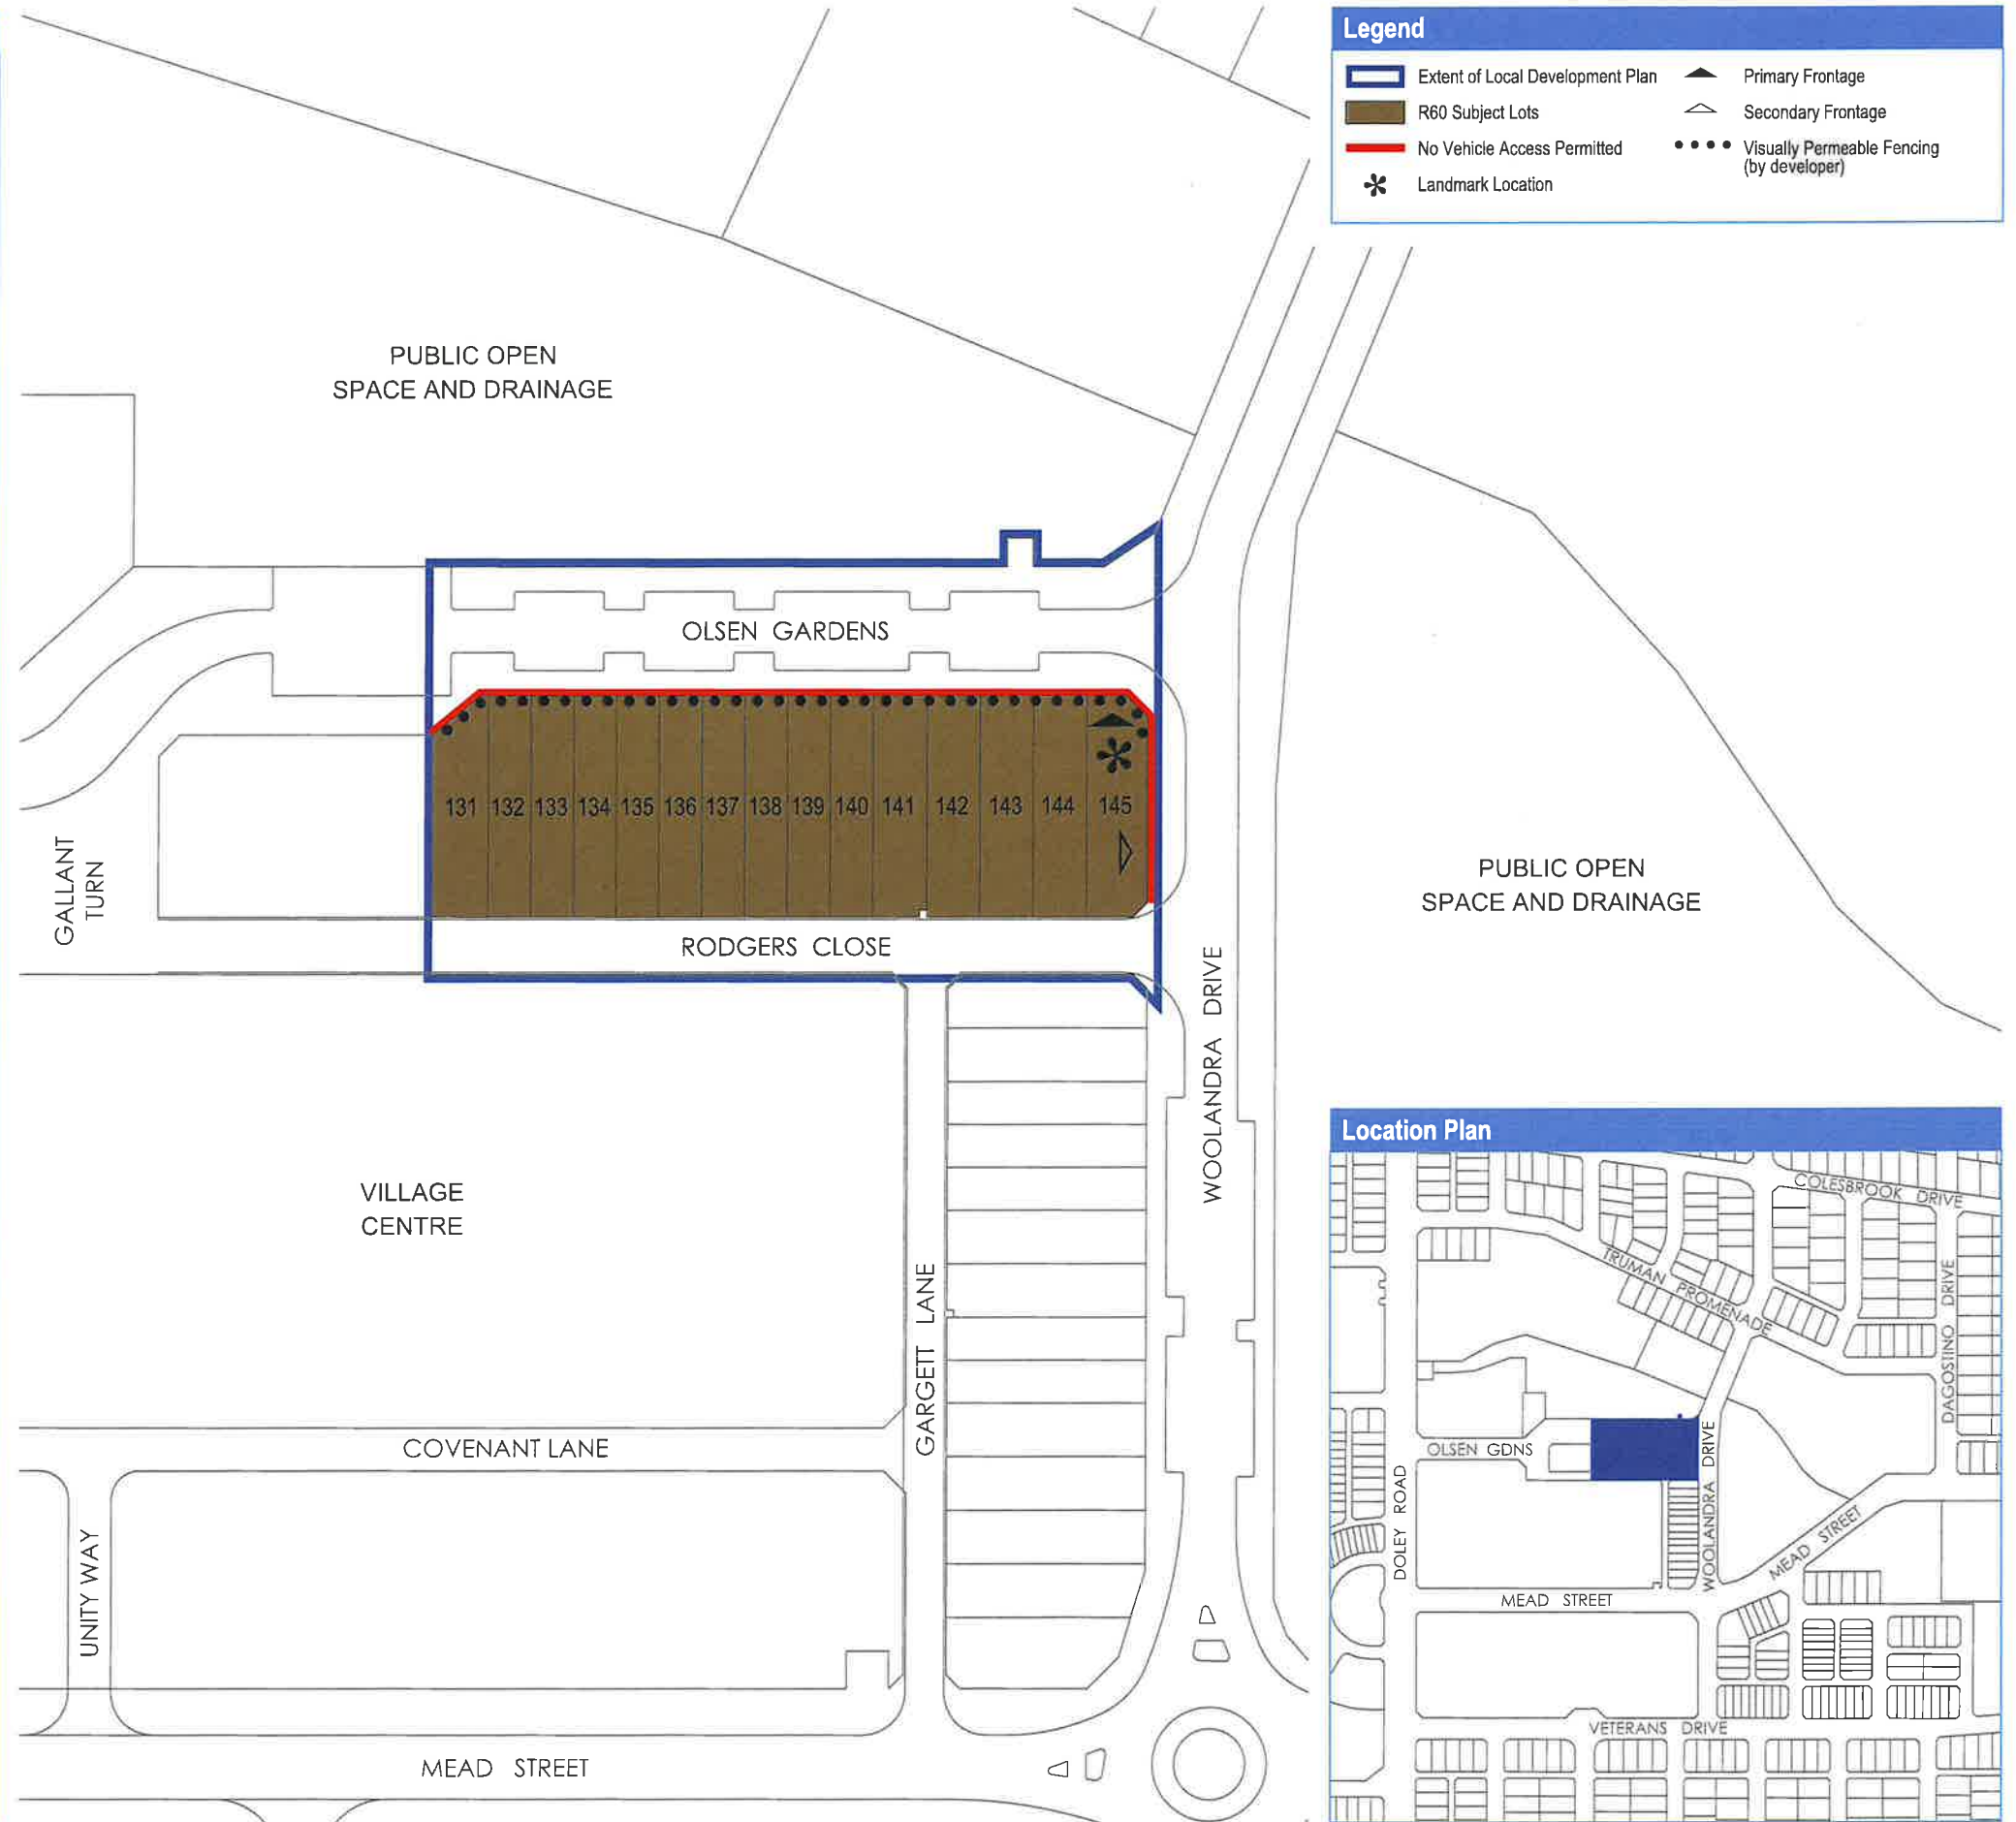 Legend
Extent of Local Development Plan
R60 Subject Lots
No Vehicle Access Permitted
Landmark Location
Primary Frontage
Secondary Frontage
Visually Permeable Fencing
(by developer)
PUBLIC OPEN
SPACE AND DRAINAGE
OLSEN GARDENS
131 132 133 134 135 136 137 138 139 140 141 142 143 144 145
GALLANT
TURN
RODGERS CLOSE
PUBLIC OPEN
SPACE AND DRAINAGE
WOOLANDRA DRIVE
VILLAGE
CENTRE
GARGETT LANE
COVENANT LANE
UNITY WAY
MEAD STREET
Location Plan
COLESBROOK DRIVE
TRUMAN PROMENADE
DAGOSTINO DRIVE
OLSEN GDNS
WOOLANDRA DRIVE
DOLEY ROAD
MEAD STREET
MEAD STREET
VETERANS DRIVE